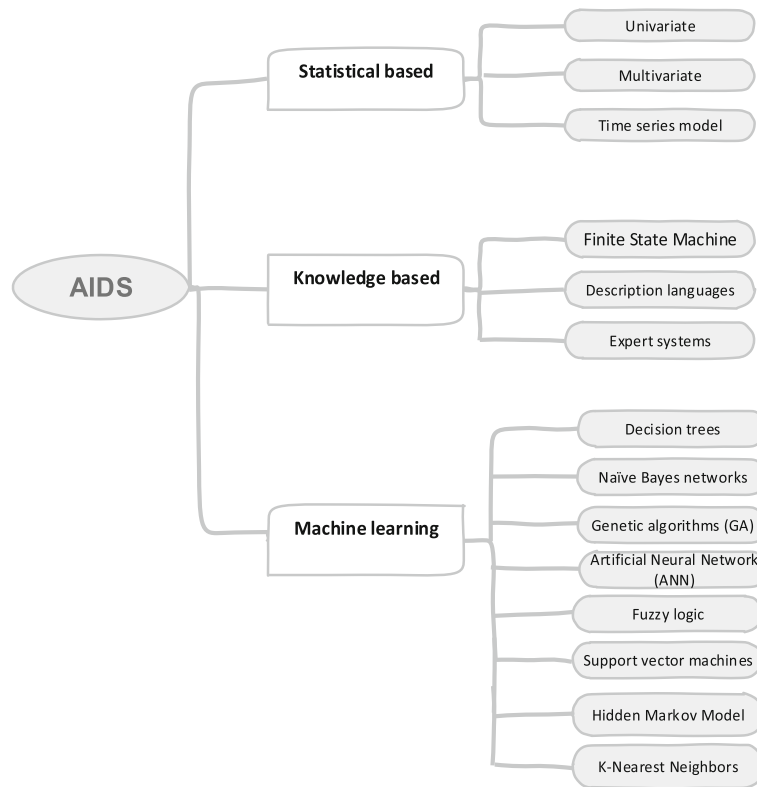 Univariate
Statistical based
Multivariate
Time series model
Finite State Machine
AIDS
Knowledge based
Description languages
Expert systems
Decision trees
Naïve Bayes networks
Machine learning
Genetic algorithms (GA)
Artificial Neural Network
(ANN)
Fuzzy logic
Support vector machines
Hidden Markov Model
K-Nearest Neighbors